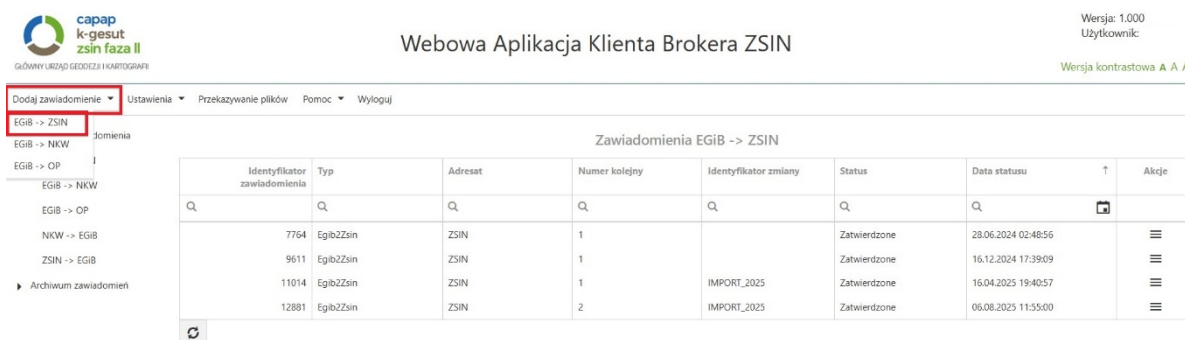 capap
k-gesut
zsin faza II
GŁÓWNY URZĄD GEODEZJI I KARTOGRAFII
Webowa Aplikacja Klienta Brokera ZSIN
Wersja: 1.000
Użytkownik:
Wersja kontrastowa A A A
Dodaj zawiadomienie Ustawienia Przekazywanie plików Pomoc Wyloguj
EGiB -> ZSIN
EGiB -> NKW
EGiB -> OP
EGiB -> NKW
EGiB -> OP
NKW -> EGiB
ZSIN -> EGiB
Archiwum zawiadomień
Zawiadomienia EGiB -> ZSIN
Identyfikator zawiadomienia Typ Adresat Numer kolejny Identyfikator zmiany Status Data statusu Akcje
7764 Egib2Zsin ZSIN 1 Zatwierdzone 28.06.2024 02:48:56
9611 Egib2Zsin ZSIN 1 Zatwierdzone 16.12.2024 17:39:09
11014 Egib2Zsin ZSIN 1 IMPORT_2025 Zatwierdzone 16.04.2025 19:40:57
12881 Egib2Zsin ZSIN 2 IMPORT_2025 Zatwierdzone 06.08.2025 11:55:00